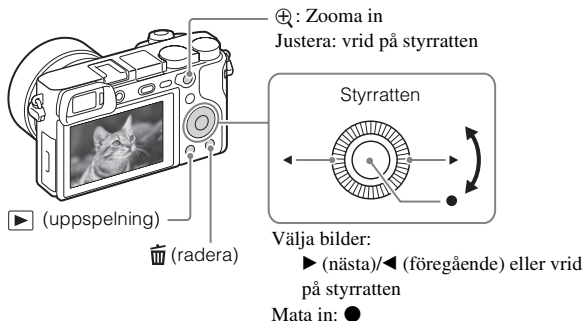 ⊕: Zooma in
Justera: vrid på styrratten
Styrratten
▶ (uppspelning)
(radera)
Välja bilder:
▶ (nästa)/◀ (föregående) eller vrid
på styrratten
Mata in: ●